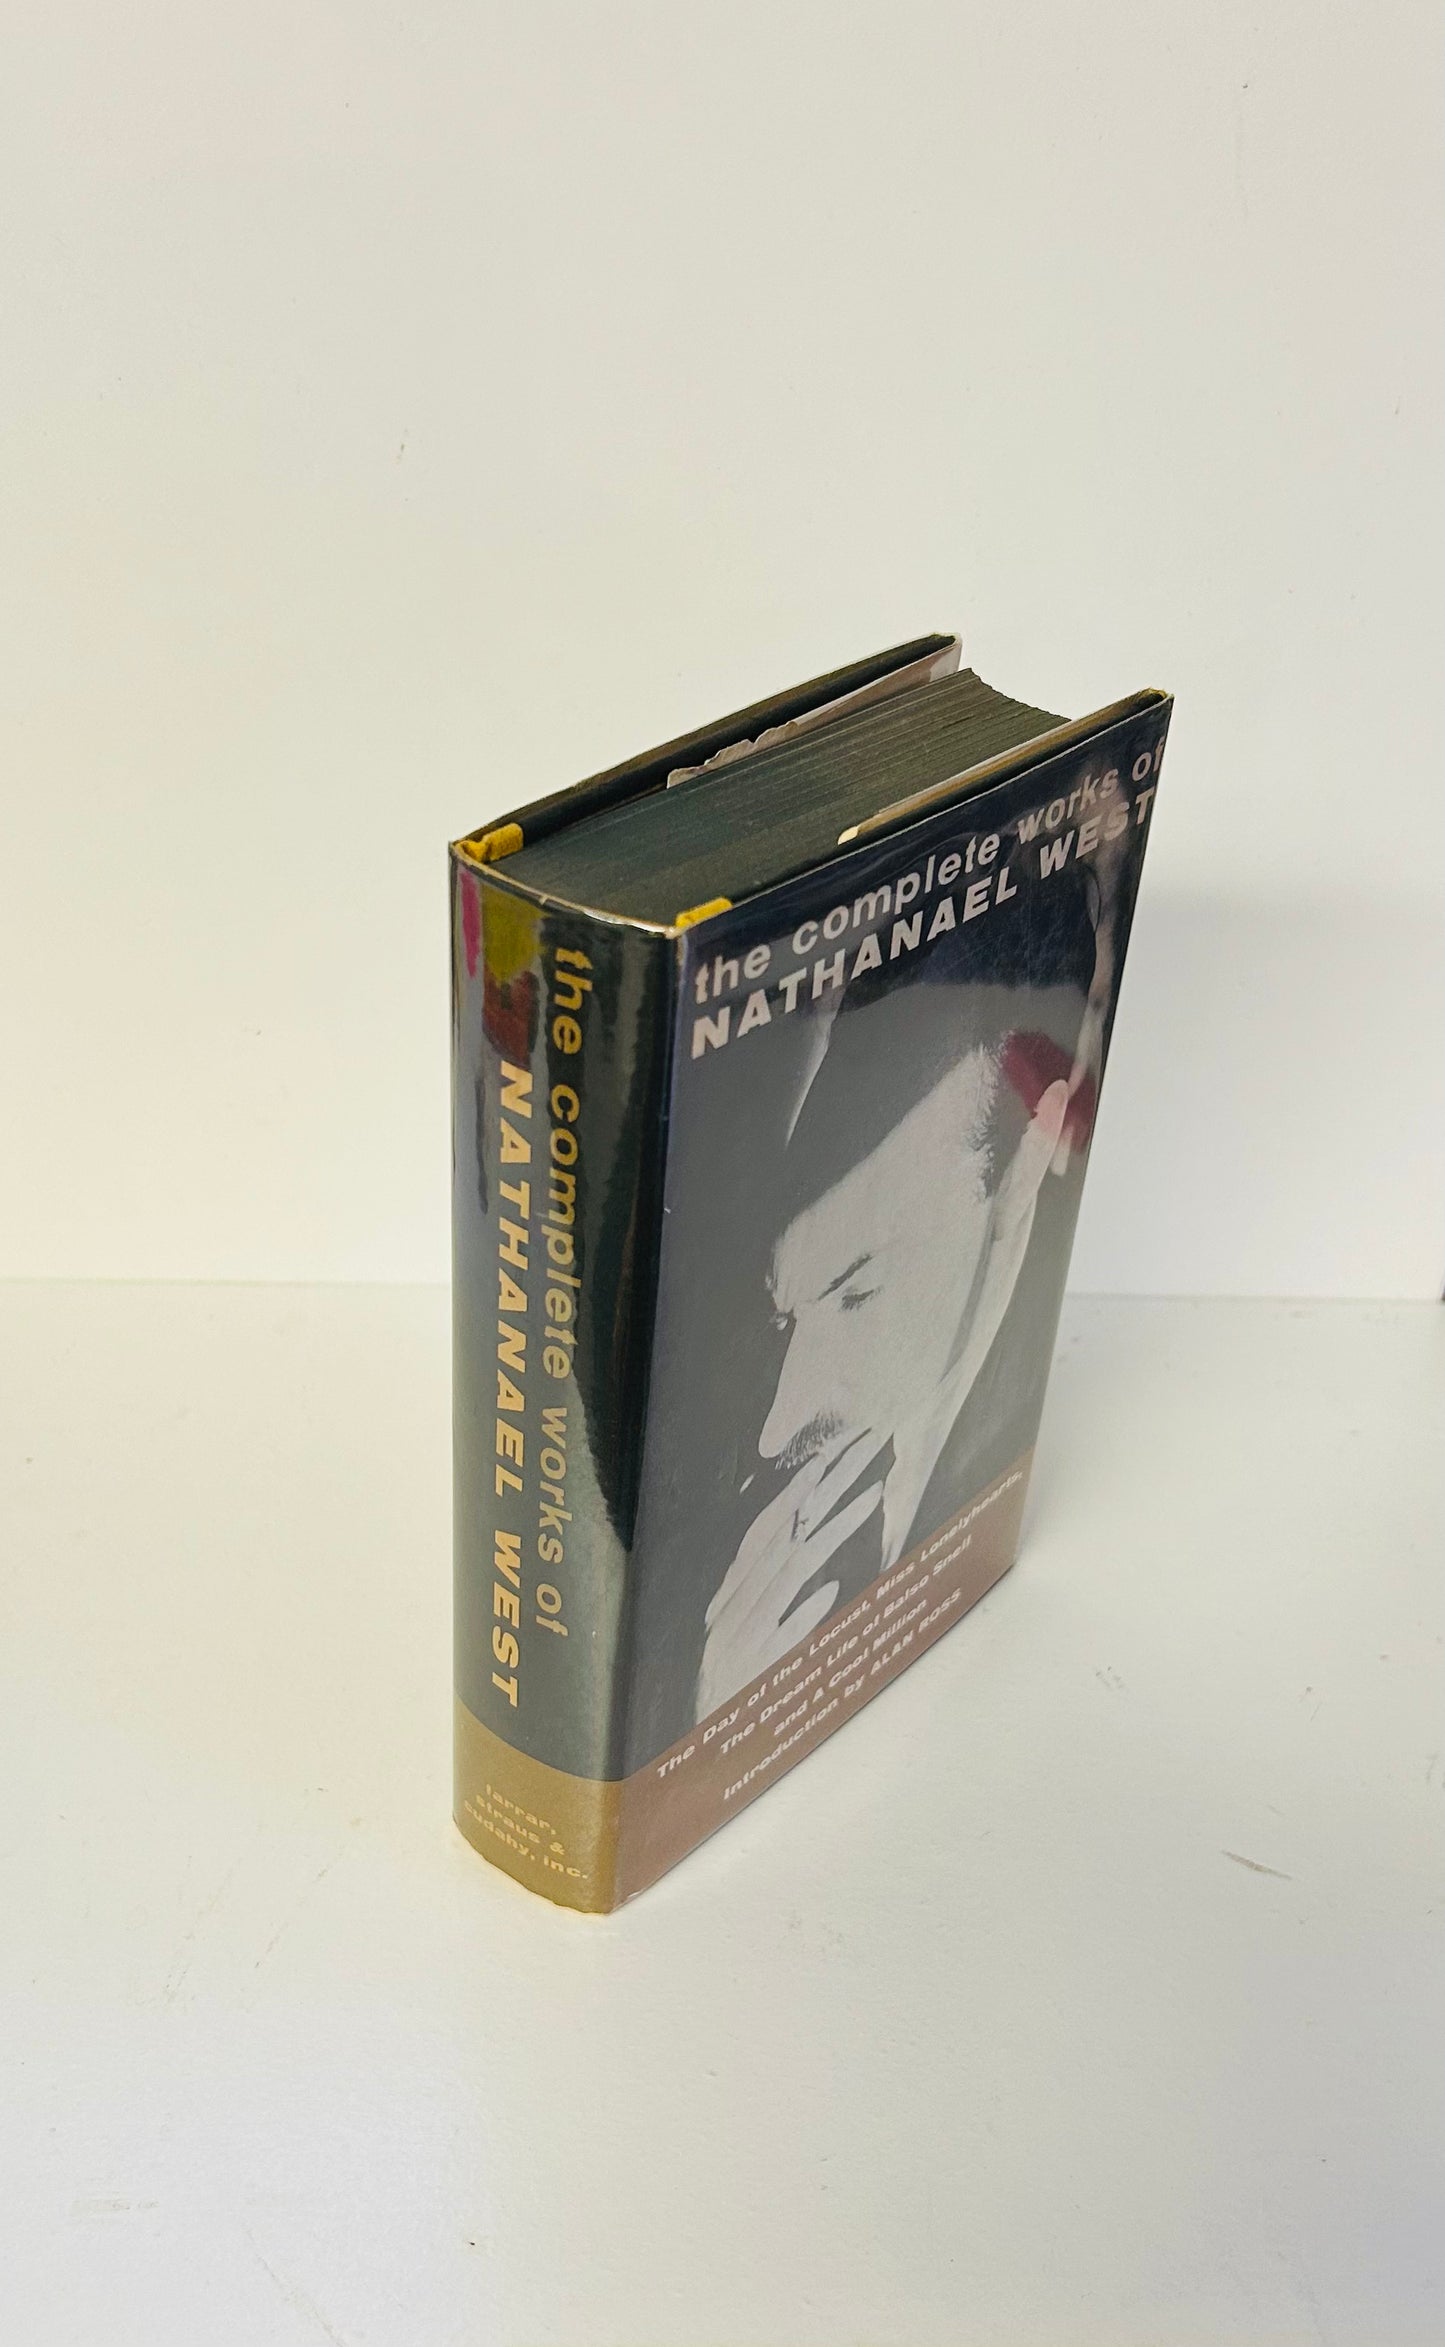 the complete works of
NATHANAEL WEST
farrar,
straus &
cudahy, inc.
the complete works of
NATHANAEL WEST
The Day of the Locust, Miss Lonelyhearts,
The Dream Life of Balso Snell
and A Cool Million
Introduction by ALAN ROSS